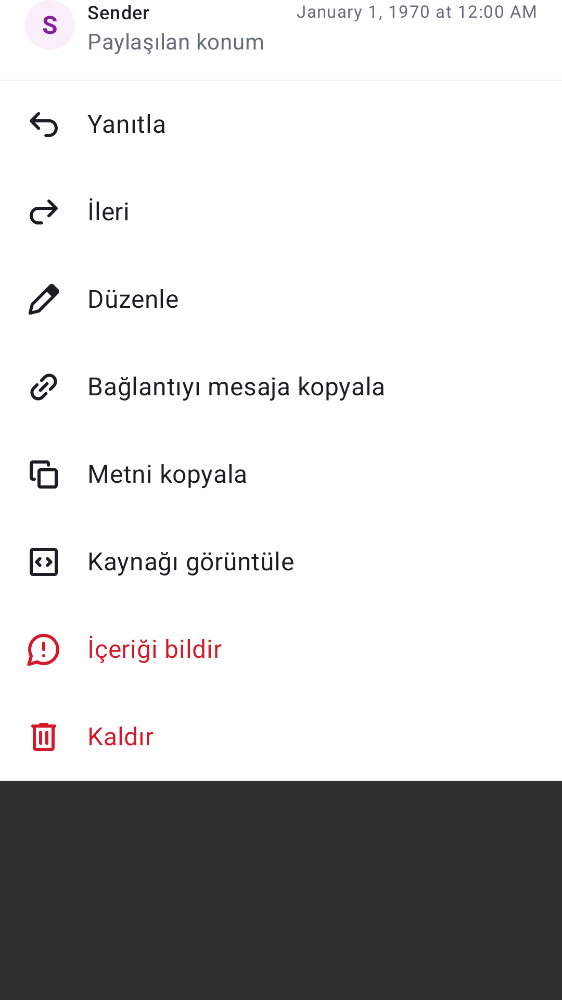 S
Sender
January 1, 1970 at 12:00 AM
Paylaşılan konum
Yanıtla
İleri
Düzenle
Bağlantıyı mesaja kopyala
Metni kopyala
Kaynağı görüntüle
İçeriği bildir
Kaldır